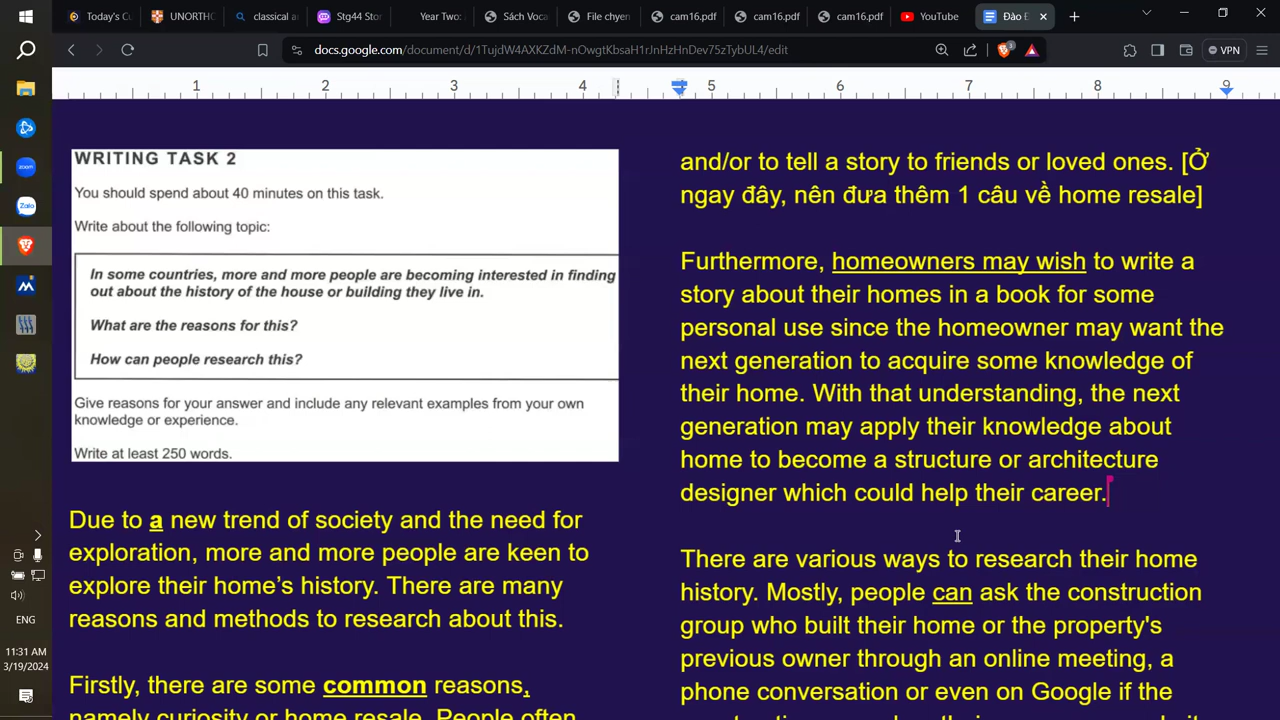 Today's Cu
UNORTHO
classical a
Stg44 Stor
Year Two:
Sách Voca
File chyen
cam16.pdf
cam16.pdf
cam16.pdf
YouTube
Đào Đ
docs.google.com/document/d/1TujdW4AXKZdM-nOwgtKbsaH1rJnHzHnDev75zTybUL4/edit
VPN
1 2 3 4 5 6 7 8 9
WRITING TASK 2
You should spend about 40 minutes on this task.
Write about the following topic:
In some countries, more and more people are becoming interested in finding
out about the history of the house or building they live in.
What are the reasons for this?
How can people research this?
Give reasons for your answer and include any relevant examples from your own
knowledge or experience.
Write at least 250 words.
Due to a new trend of society and the need for
exploration, more and more people are keen to
explore their home's history. There are many
reasons and methods to research about this.
Firstly, there are some common reasons,
namely curiosity or home resale. People often
and/or to tell a story to friends or loved ones. [Ở
ngay đây, nên đưa thêm 1 câu về home resale]
Furthermore, homeowners may wish to write a
story about their homes in a book for some
personal use since the homeowner may want the
next generation to acquire some knowledge of
their home. With that understanding, the next
generation may apply their knowledge about
home to become a structure or architecture
designer which could help their career.
There are various ways to research their home
history. Mostly, people can ask the construction
group who built their home or the property's
previous owner through an online meeting, a
phone conversation or even on Google if the
ENG
11:31 AM
3/19/2024